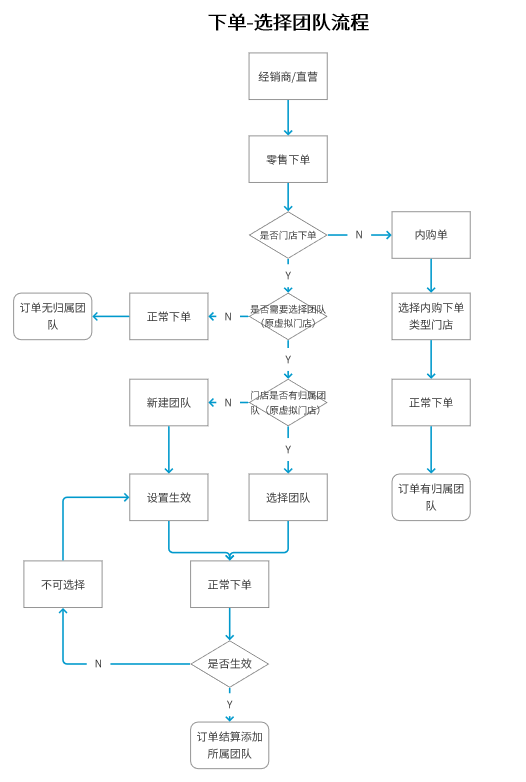 下单-选择团队流程
经销商/直营
零售下单
是否门店下单
N
内购单
Y
订单无归属团
队
正常下单
N
是否需要选择团队
（原虚拟门店）
选择内购下单
类型门店
Y
新建团队
N
门店是否有归属团
队（原虚拟门店）
正常下单
Y
设置生效
选择团队
订单有归属团
队
不可选择
正常下单
N
是否生效
Y
订单结算添加
所属团队